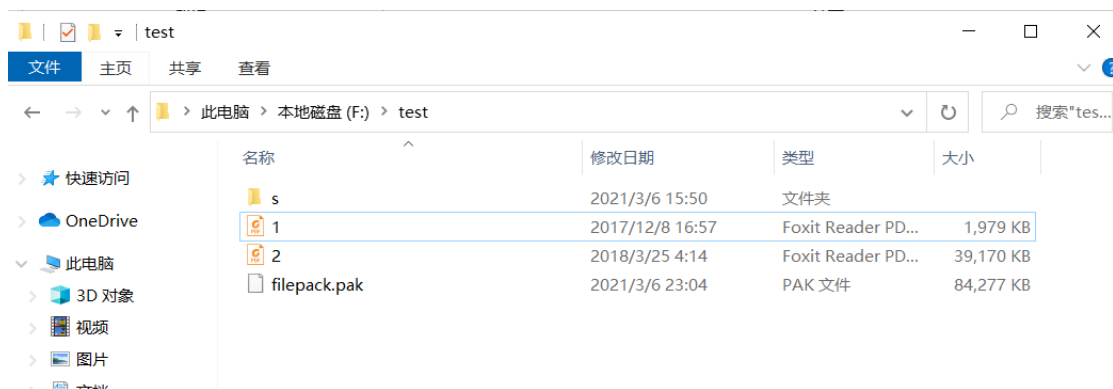 test
文件 主页 共享 查看
此电脑 > 本地磁盘 (F:) > test 搜索"tes...
名称 修改日期 类型 大小
快速访问
OneDrive
此电脑
3D 对象
视频
图片
s 2021/3/6 15:50 文件夹
1 2017/12/8 16:57 Foxit Reader PD... 1,979 KB
2 2018/3/25 4:14 Foxit Reader PD... 39,170 KB
filepack.pak 2021/3/6 23:04 PAK 文件 84,277 KB